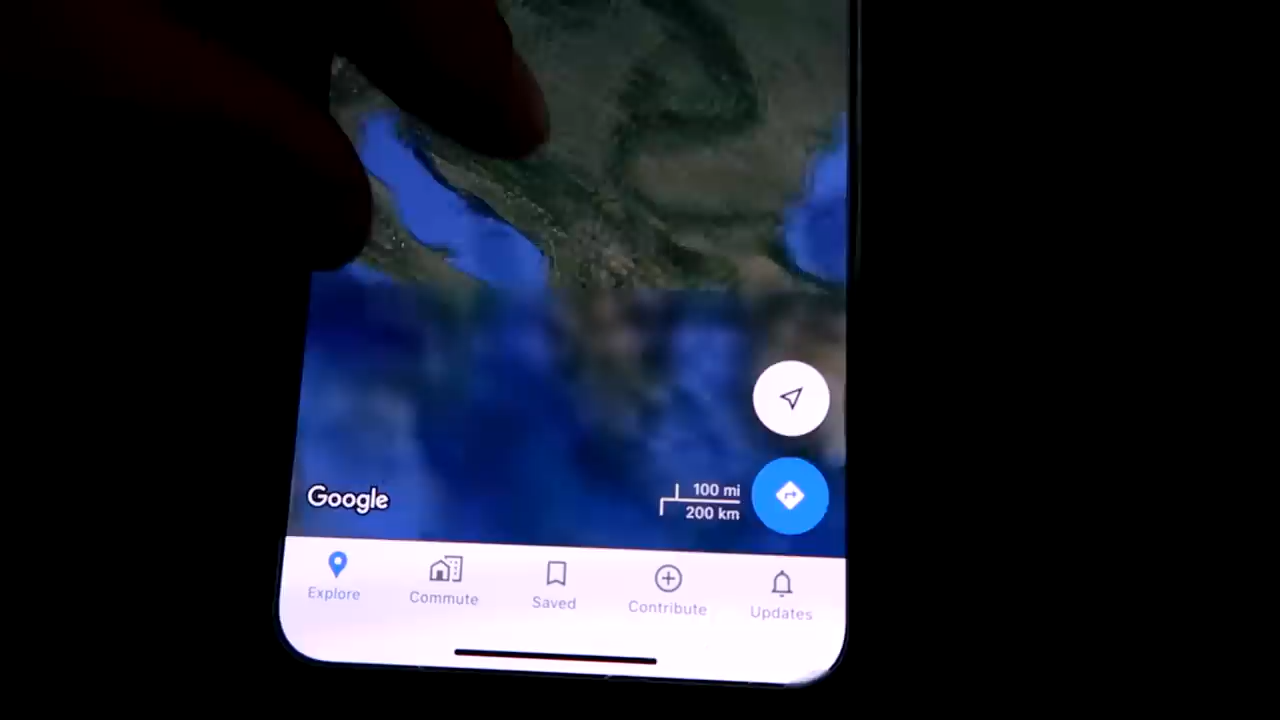 Google
100 mi
200 km
Explore
Commute
Saved
Contribute
Updates